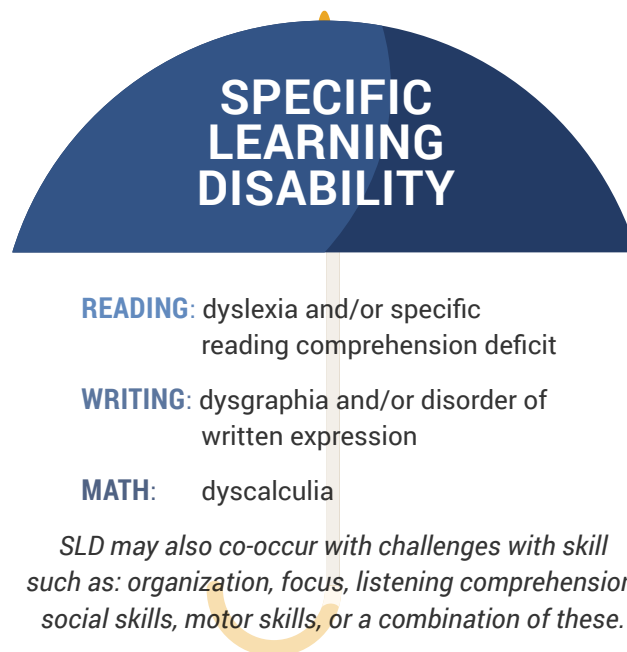 SPECIFIC
LEARNING
DISABILITY
READING: dyslexia and/or specific
reading comprehension deficit
WRITING: dysgraphia and/or disorder of
written expression
MATH: dyscalculia
SLD may also co-occur with challenges with skill
such as: organization, focus, listening comprehension
social skills, motor skills, or a combination of these.